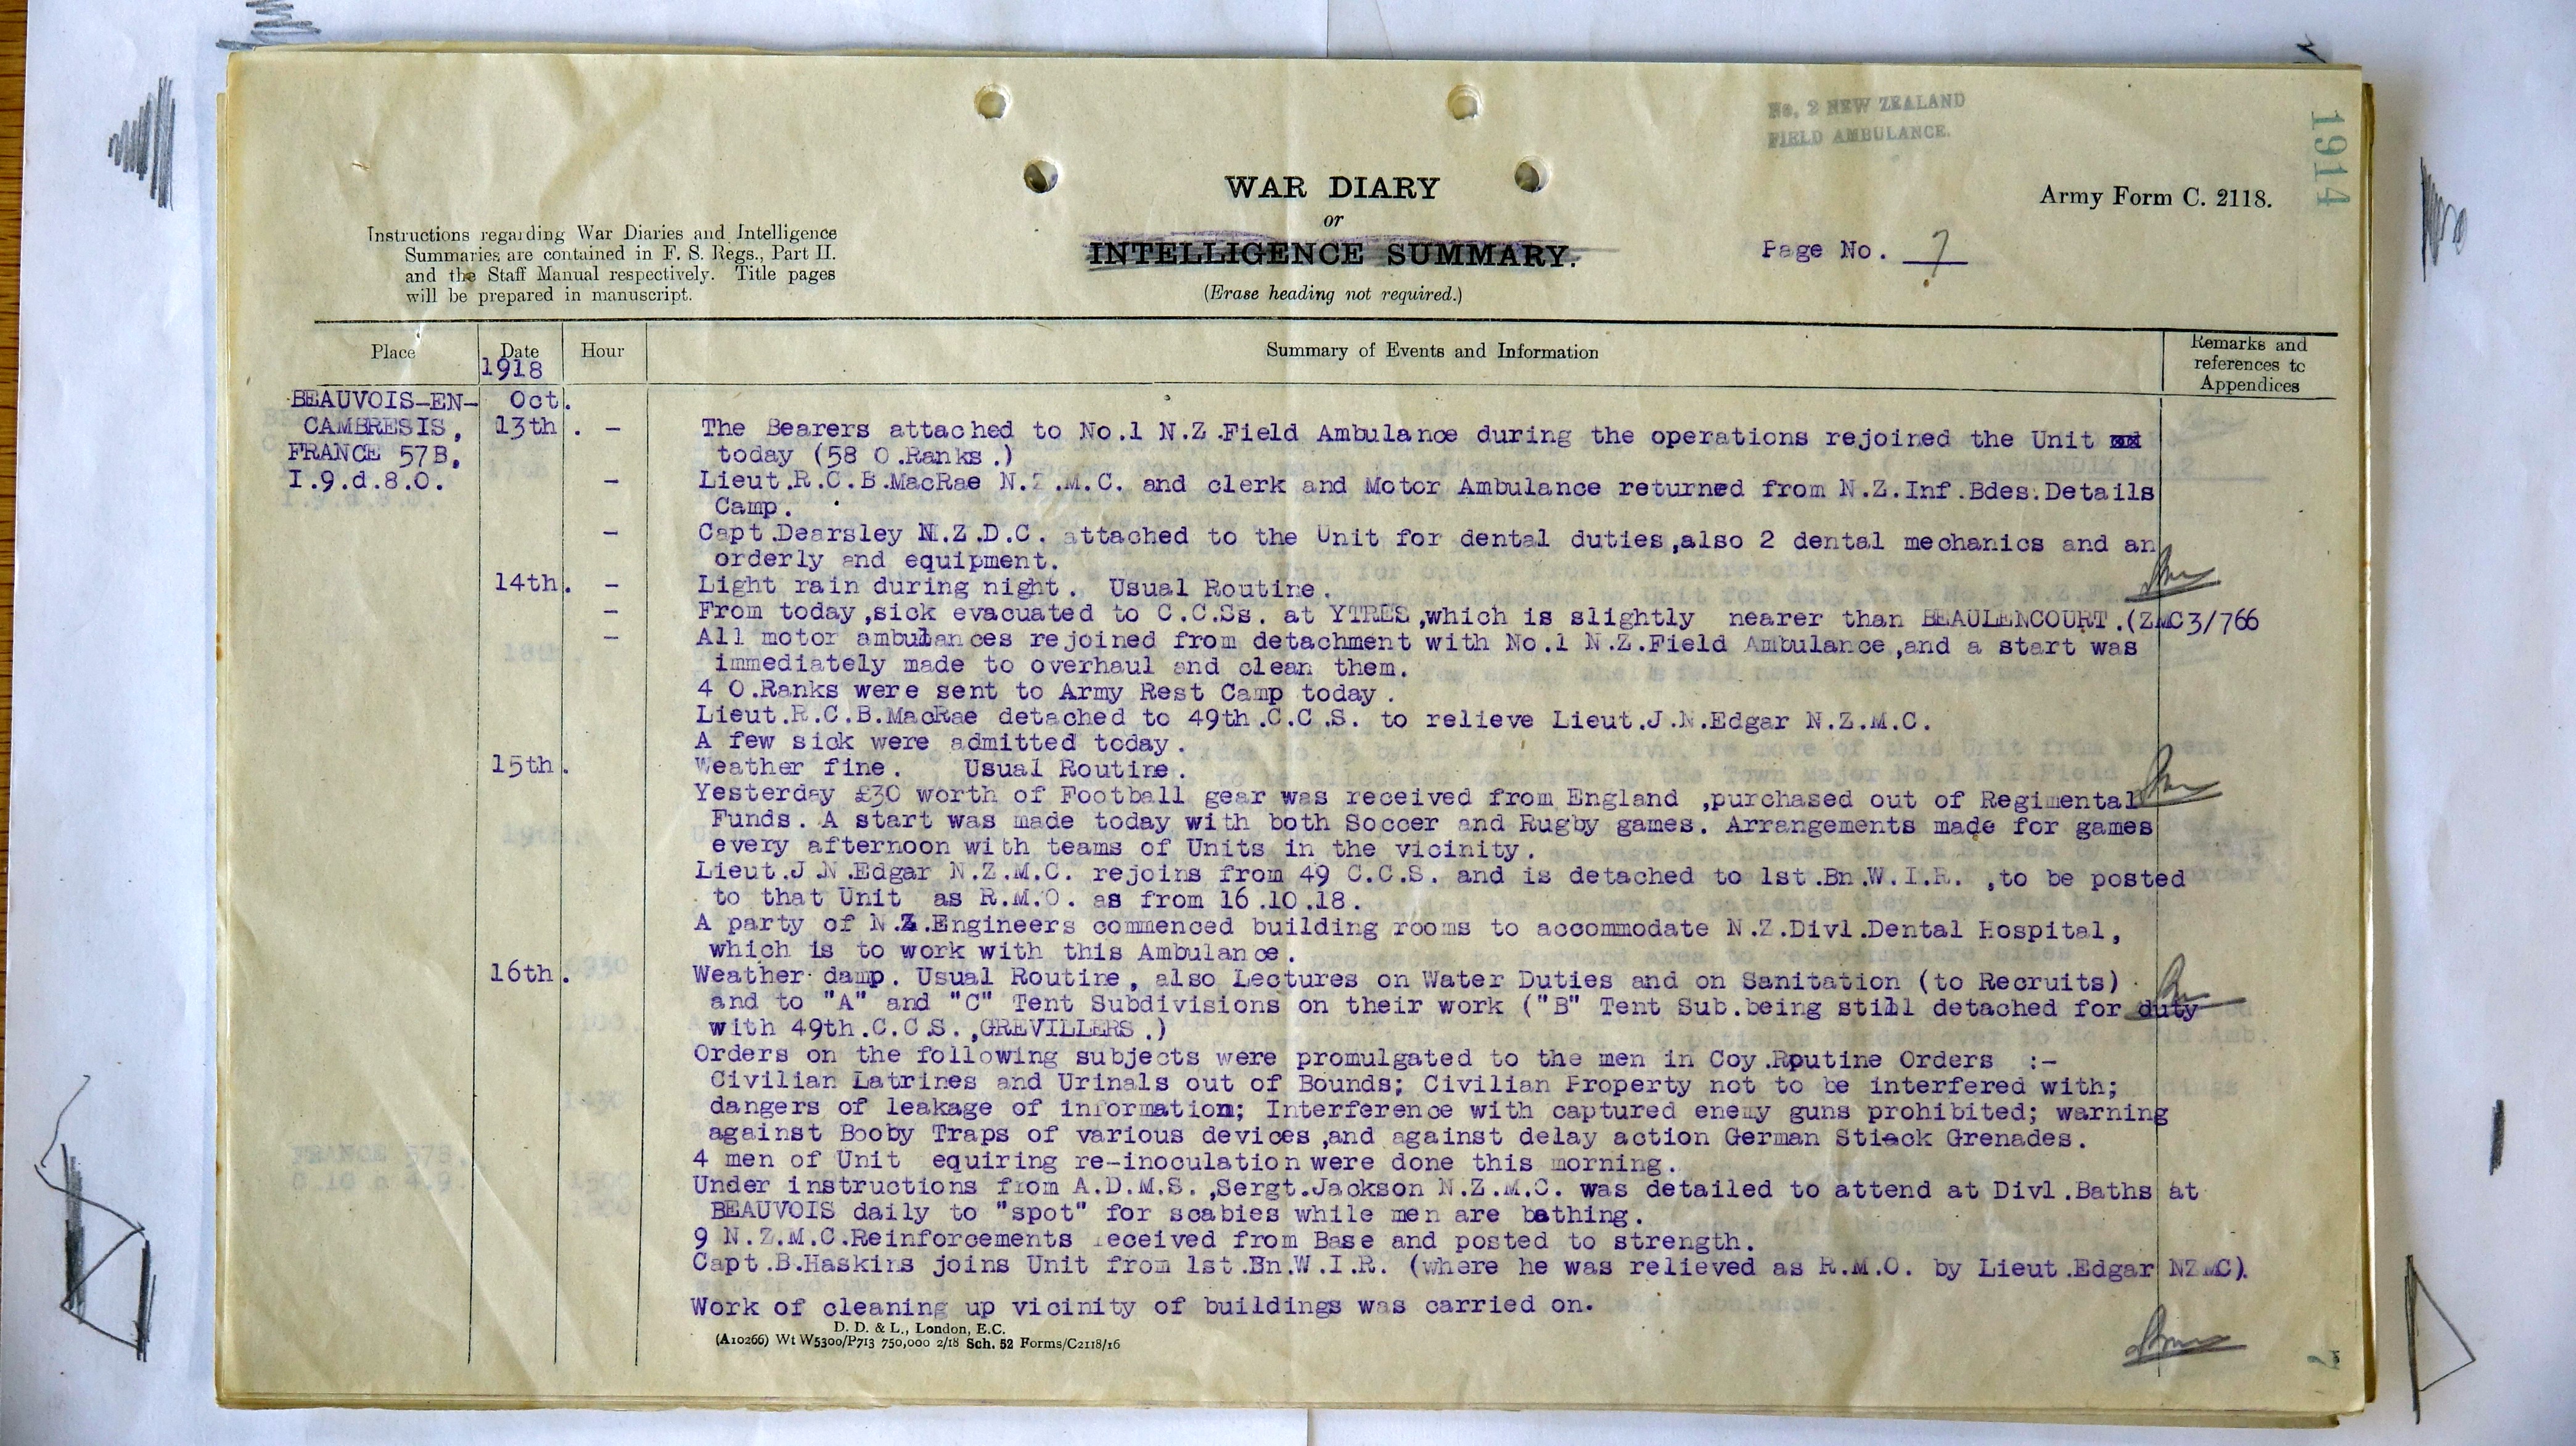 No. 2 NEW ZEALAND
FIELD AMBULANCE.
1914
WAR DIARY
or
INTELLIGENCE SUMMARY.
(Erase heading not required.)
Army Form C. 2118.
Page No. 7
Instructions regarding War Diaries and Intelligence
Summaries are contained in F. S. Regs., Part II.
and the Staff Manual respectively. Title pages
will be prepared in manuscript.
Place Date Hour Summary of Events and Information Remarks and references to Appendices
1918
BEAUVOIS-EN- Oct.
CAMBRESIS, 13th. - The Bearers attached to No.1 N.Z.Field Ambulance during the operations rejoined the Unit
FRANCE 57B, today (58 O.Ranks.)
I.9.d.8.0. - Lieut.R.C.B.MacRae N.Z.M.C. and clerk and Motor Ambulance returned from N.Z.Inf.Bdes.Details
Camp.
- Capt.Dearsley N.Z.D.C. attached to the Unit for dental duties,also 2 dental mechanics and an
orderly and equipment.
14th. - Light rain during night. Usual Routine.
- From today,sick evacuated to C.C.Ss. at YTRES,which is slightly nearer than BEAULENCOURT.(ZMC3/766
- All motor ambulances rejoined from detachment with No.1 N.Z.Field Ambulance,and a start was
immediately made to overhaul and clean them.
4 O.Ranks were sent to Army Rest Camp today.
Lieut.R.C.B.MacRae detached to 49th.C.C.S. to relieve Lieut.J.N.Edgar N.Z.M.C.
A few sick were admitted today.
15th. Weather fine. Usual Routine.
Yesterday £30 worth of Football gear was received from England ,purchased out of Regimental
Funds. A start was made today with both Soccer and Rugby games. Arrangements made for games
every afternoon with teams of Units in the vicinity.
Lieut.J.N.Edgar N.Z.M.C. rejoins from 49 C.C.S. and is detached to 1st.Bn.W.I.R. ,to be posted
to that Unit as R.M.O. as from 16.10.18.
A party of N.Z.Engineers commenced building rooms to accommodate N.Z.Divl.Dental Hospital,
which is to work with this Ambulance.
16th. Weather damp. Usual Routine, also Lectures on Water Duties and on Sanitation (to Recruits)
and to "A" and "C" Tent Subdivisions on their work ("B" Tent Sub.being still detached for duty
with 49th.C.C.S.,GREVILLERS.)
Orders on the following subjects were promulgated to the men in Coy.Routine Orders :-
Civilian Latrines and Urinals out of Bounds; Civilian Property not to be interfered with;
dangers of leakage of information; Interference with captured enemy guns prohibited; warning
against Booby Traps of various devices,and against delay action German Stiack Grenades.
4 men of Unit equiring re-inoculation were done this morning.
Under instructions from A.D.M.S.,Sergt.Jackson N.Z.M.C. was detailed to attend at Divl.Baths at
BEAUVOIS daily to "spot" for scabies while men are bathing.
9 N.Z.M.C.Reinforcements received from Base and posted to strength.
Capt.B.Haskins joins Unit from 1st.Bn.W.I.R. (where he was relieved as R.M.O. by Lieut.Edgar NZMC).
Work of cleaning up vicinity of buildings was carried on.
D. D. & L., London, E.C.
(A10266) Wt W5300/P713 750,000 2/18 Sch. 52 Forms/C2118/16
7